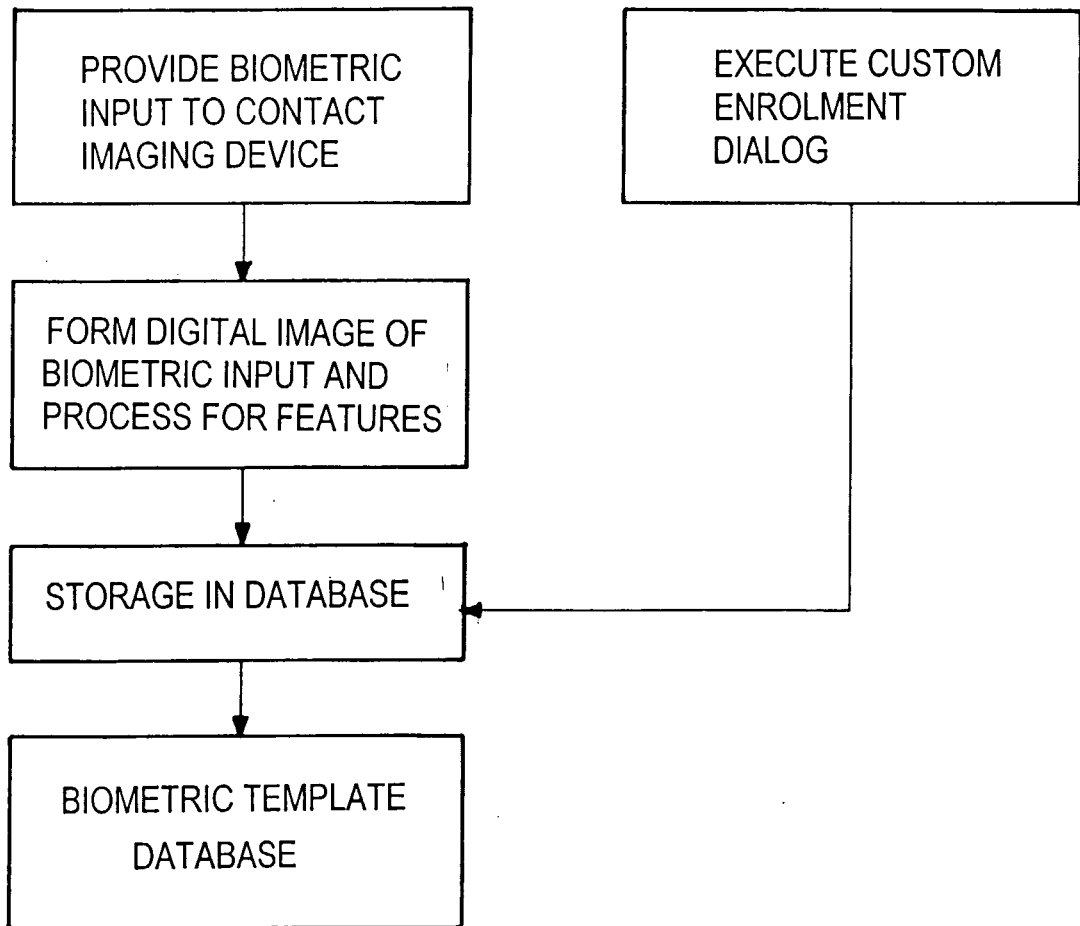 PROVIDE BIOMETRIC
INPUT TO CONTACT
IMAGING DEVICE
EXECUTE CUSTOM
ENROLMENT
DIALOG
FORM DIGITAL IMAGE OF
BIOMETRIC INPUT AND
PROCESS FOR FEATURES
STORAGE IN DATABASE
BIOMETRIC TEMPLATE
DATABASE